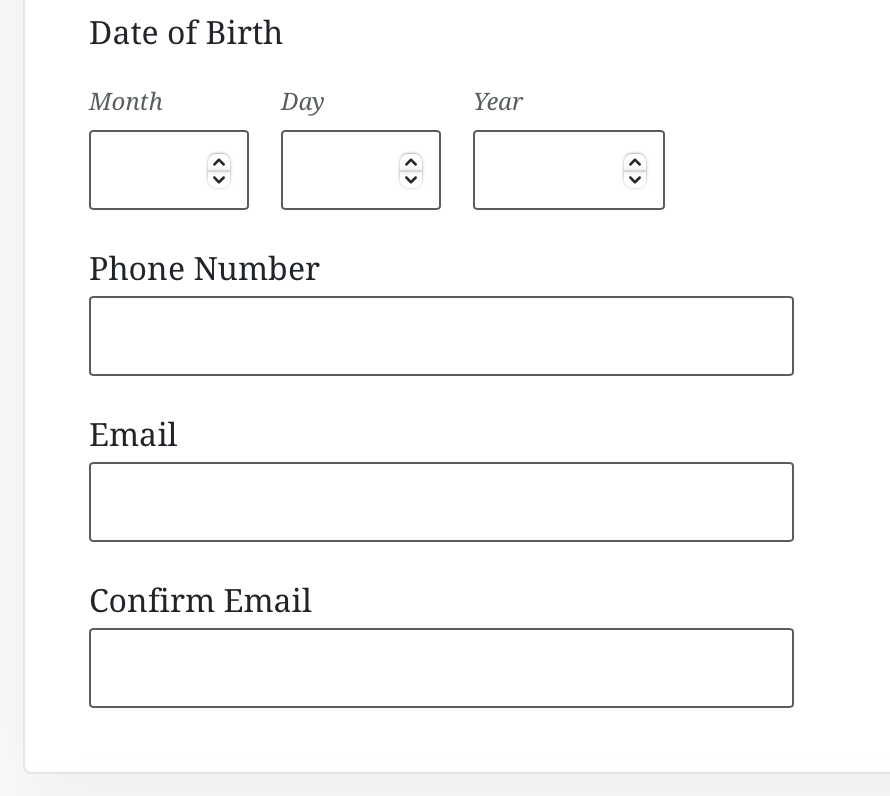 Date of Birth
Month Day Year
Phone Number
Email
Confirm Email